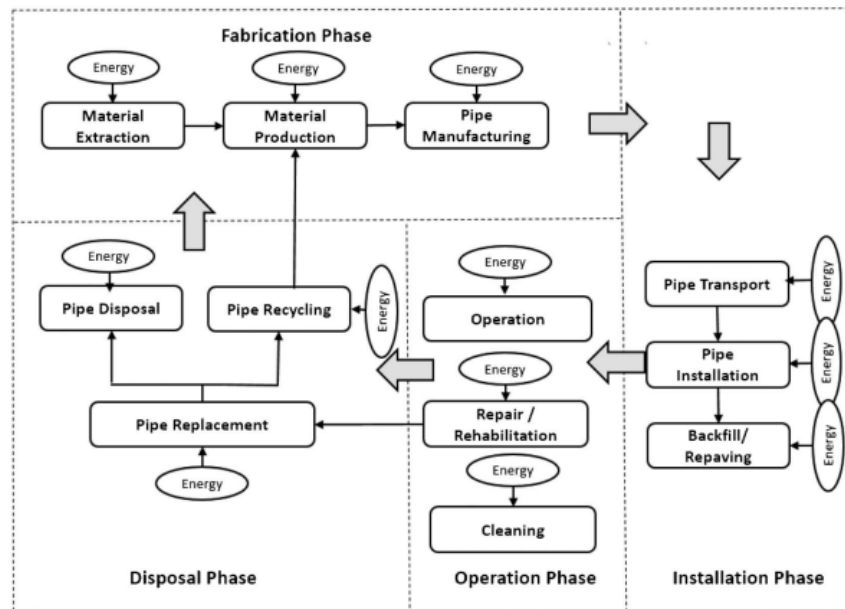 Fabrication Phase
Energy
Energy
Energy
Material
Extraction
Material
Production
Pipe
Manufacturing
Energy
Pipe Disposal
Pipe Recycling
Energy
Pipe Replacement
Energy
Disposal Phase
Energy
Operation
Energy
Repair /
Rehabilitation
Energy
Cleaning
Operation Phase
Pipe Transport
Energy
Pipe
Installation
Energy
Backfill/
Repaving
Energy
Installation Phase